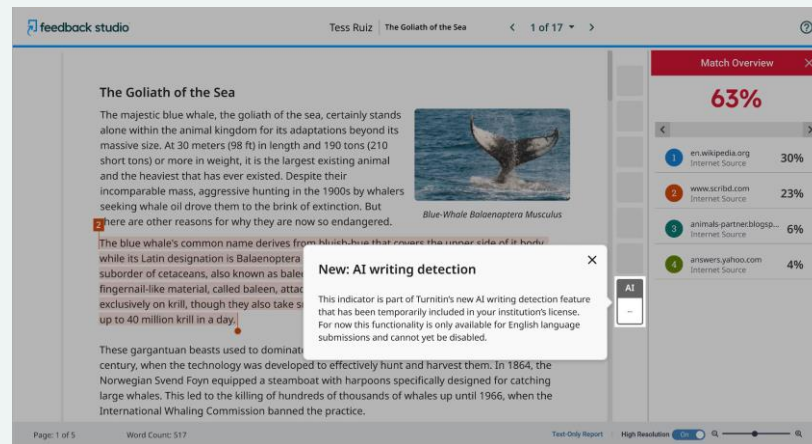 feedback studio
Tess Ruiz The Goliath of the Sea
1 of 17
The Goliath of the Sea
The majestic blue whale, the goliath of the sea, certainly stands
alone within the animal kingdom for its adaptations beyond its
massive size. At 30 meters (98 ft) in length and 190 tons (210
short tons) or more in weight, it is the largest existing animal
and the heaviest that has ever existed. Despite their
incomparable mass, aggressive hunting in the 1900s by whalers
seeking whale oil drove them to the brink of extinction. But
there are other reasons for why they are now so endangered.
Blue-Whale Balaenaptera Musculus
2
The blue whale's common name derives from bluish-hue that covers the upper side of it body,
while its Latin designation is Balaenoptera
suborder of cetaceans, also known as
fingernail-like material, called baleen,
exclusively on krill, though they also take
up to 40 million krill in a day.
These gargantuan beasts used to
century, when the technology was developed to effectively hunt and harvest them. In 1864, the
Norwegian Svend Foyn equipped a steamboat with harpoons specifically designed for catching
large whales. This led to the killing of hundreds of thousands of whales up until 1966, when the
International Whaling Commission banned the practice.
New: AI writing detection
This indicator is part of Turnitin's new AI writing detection feature
that has been temporarily included in your institution's license.
For now this functionality is only available for English language
submissions and cannot yet be disabled.
AI
--
Match Overview
63%
1 en.wikipedia.org 30%
Internet Source
2 www.scribd.com 23%
Internet Source
3 animals-partner.blogsp... 6%
Internet Source
4 answers.yahoo.com 4%
Internet Source
Page: 1 of 5 Word Count: 517 Text-Only Report High Resolution On